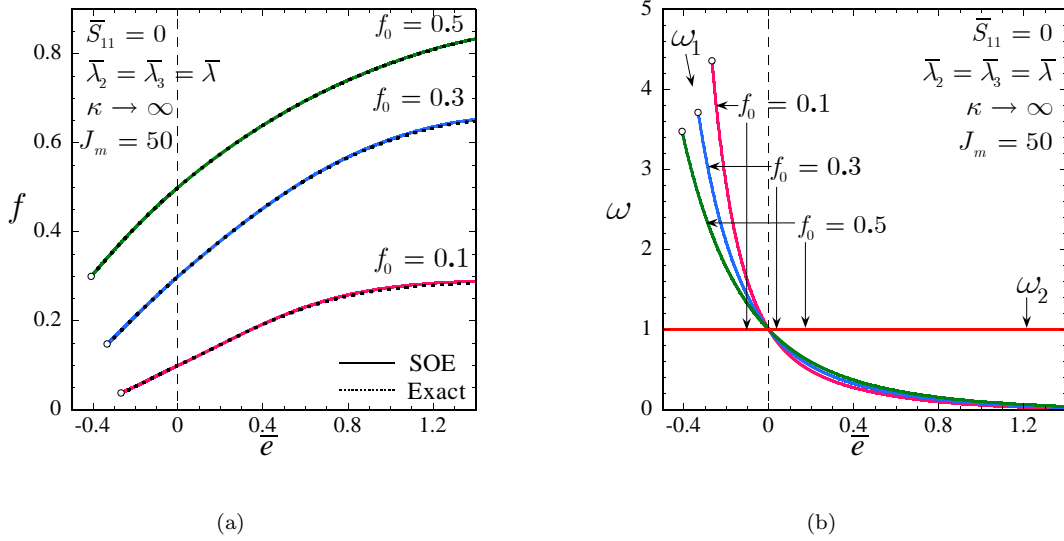 f₀ = 0.5
S̅₁₁ = 0
λ̅₂ = λ̅₃ = λ̅
κ → ∞
Jₘ = 50
f₀ = 0.3
f₀ = 0.1
SOE
Exact
f
0.8
0.6
0.4
0.2
0
-0.4 0 0.4 0.8 1.2
e̅
(a)
ω₁
S̅₁₁ = 0
λ̅₂ = λ̅₃ = λ̅
κ → ∞
Jₘ = 50
f₀ = 0.1
f₀ = 0.3
f₀ = 0.5
ω₂
ω
5
4
3
2
1
0
-0.4 0 0.4 0.8 1.2
e̅
(b)